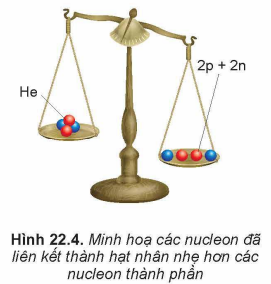 2p + 2n
He
Hình 22.4. Minh hoạ các nucleon đã
liên kết thành hạt nhân nhẹ hơn các
nucleon thành phần